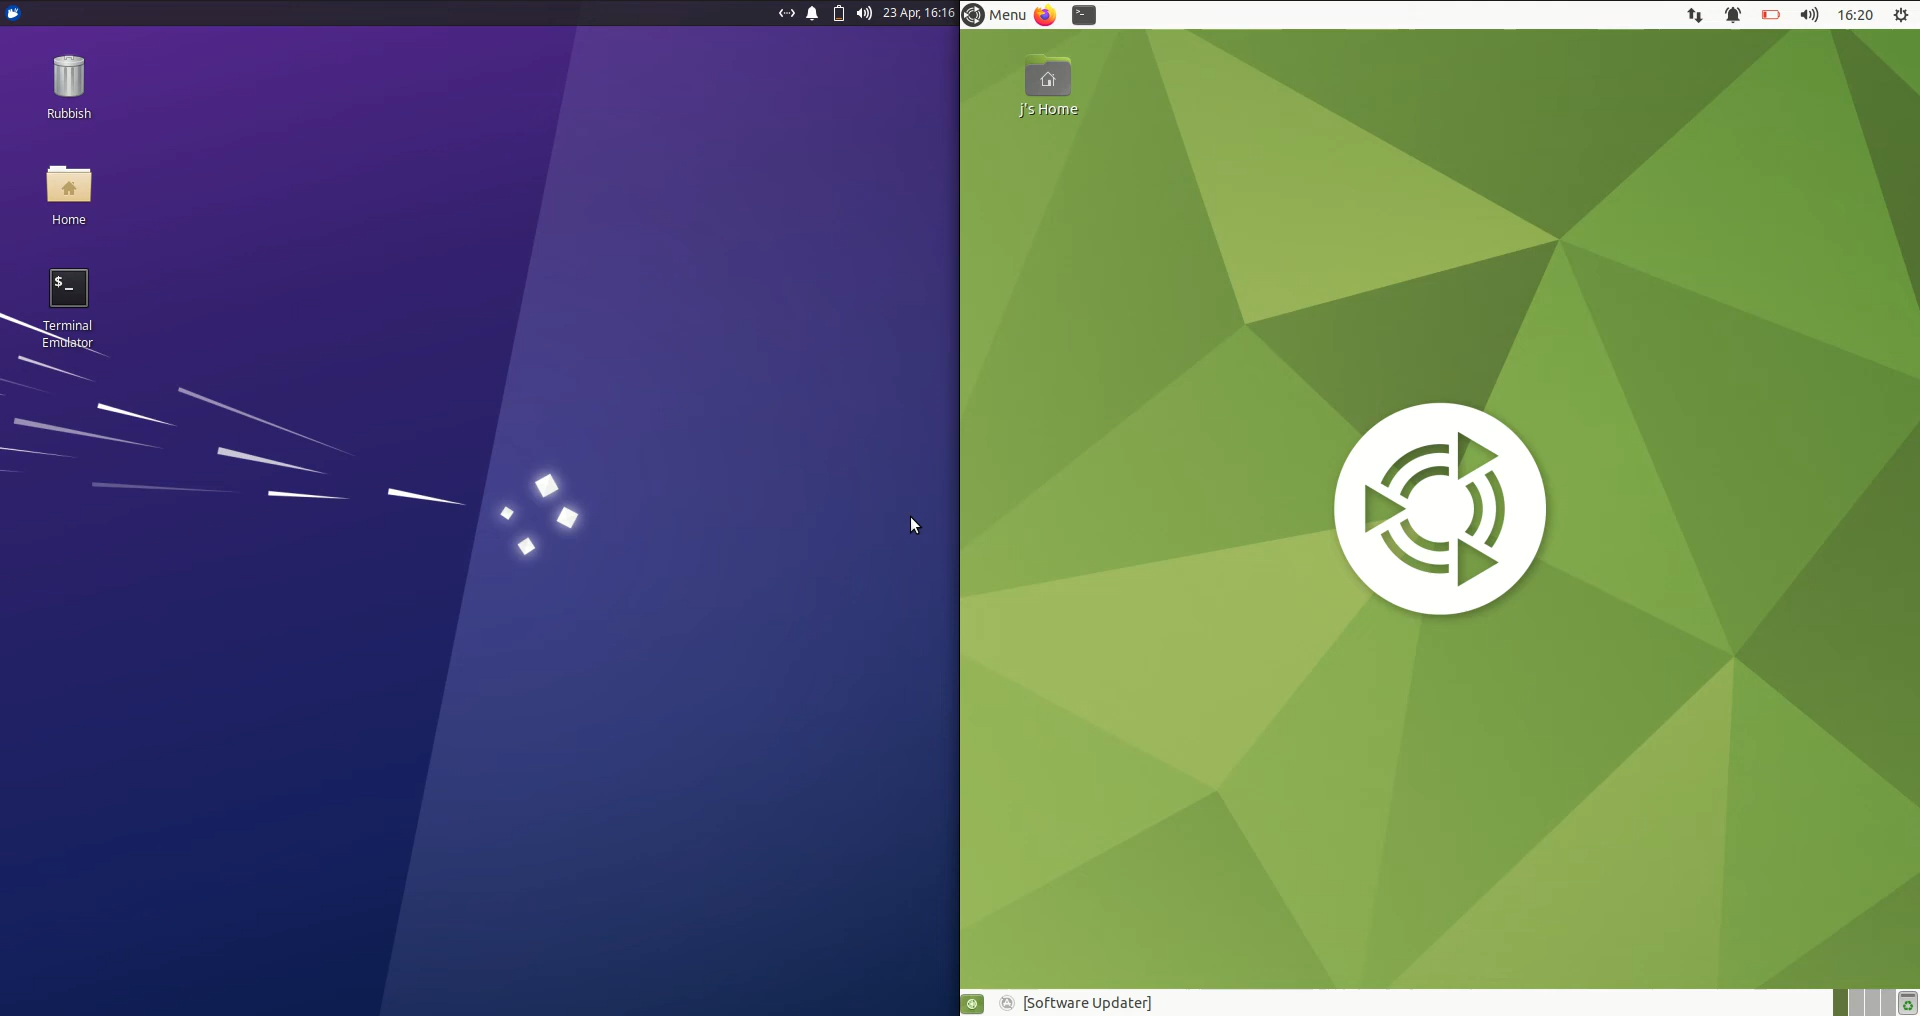 23 Apr, 16:16
Rubbish
Home
$_
Terminal
Emulator
Menu
>_
16:20
j's Home
[Software Updater]